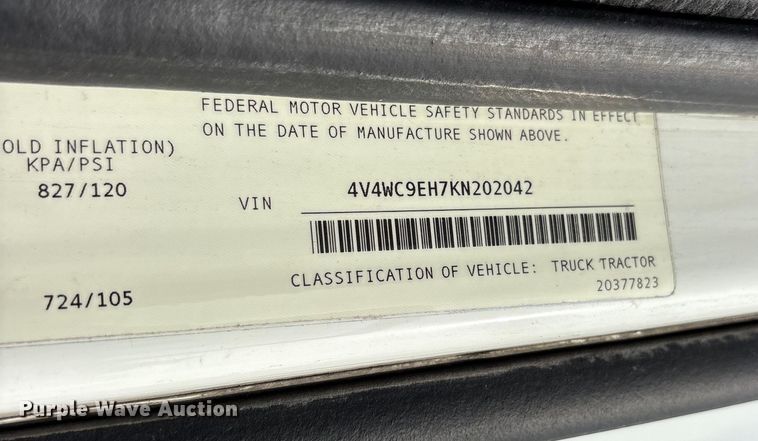 FEDERAL MOTOR VEHICLE SAFETY STANDARDS IN EFFECT
ON THE DATE OF MANUFACTURE SHOWN ABOVE.
OLD INFLATION)
KPA/PSI
827/120
VIN 4V4WC9EH7KN202042
CLASSIFICATION OF VEHICLE: TRUCK TRACTOR
724/105
20377823
Purple Wave Auction